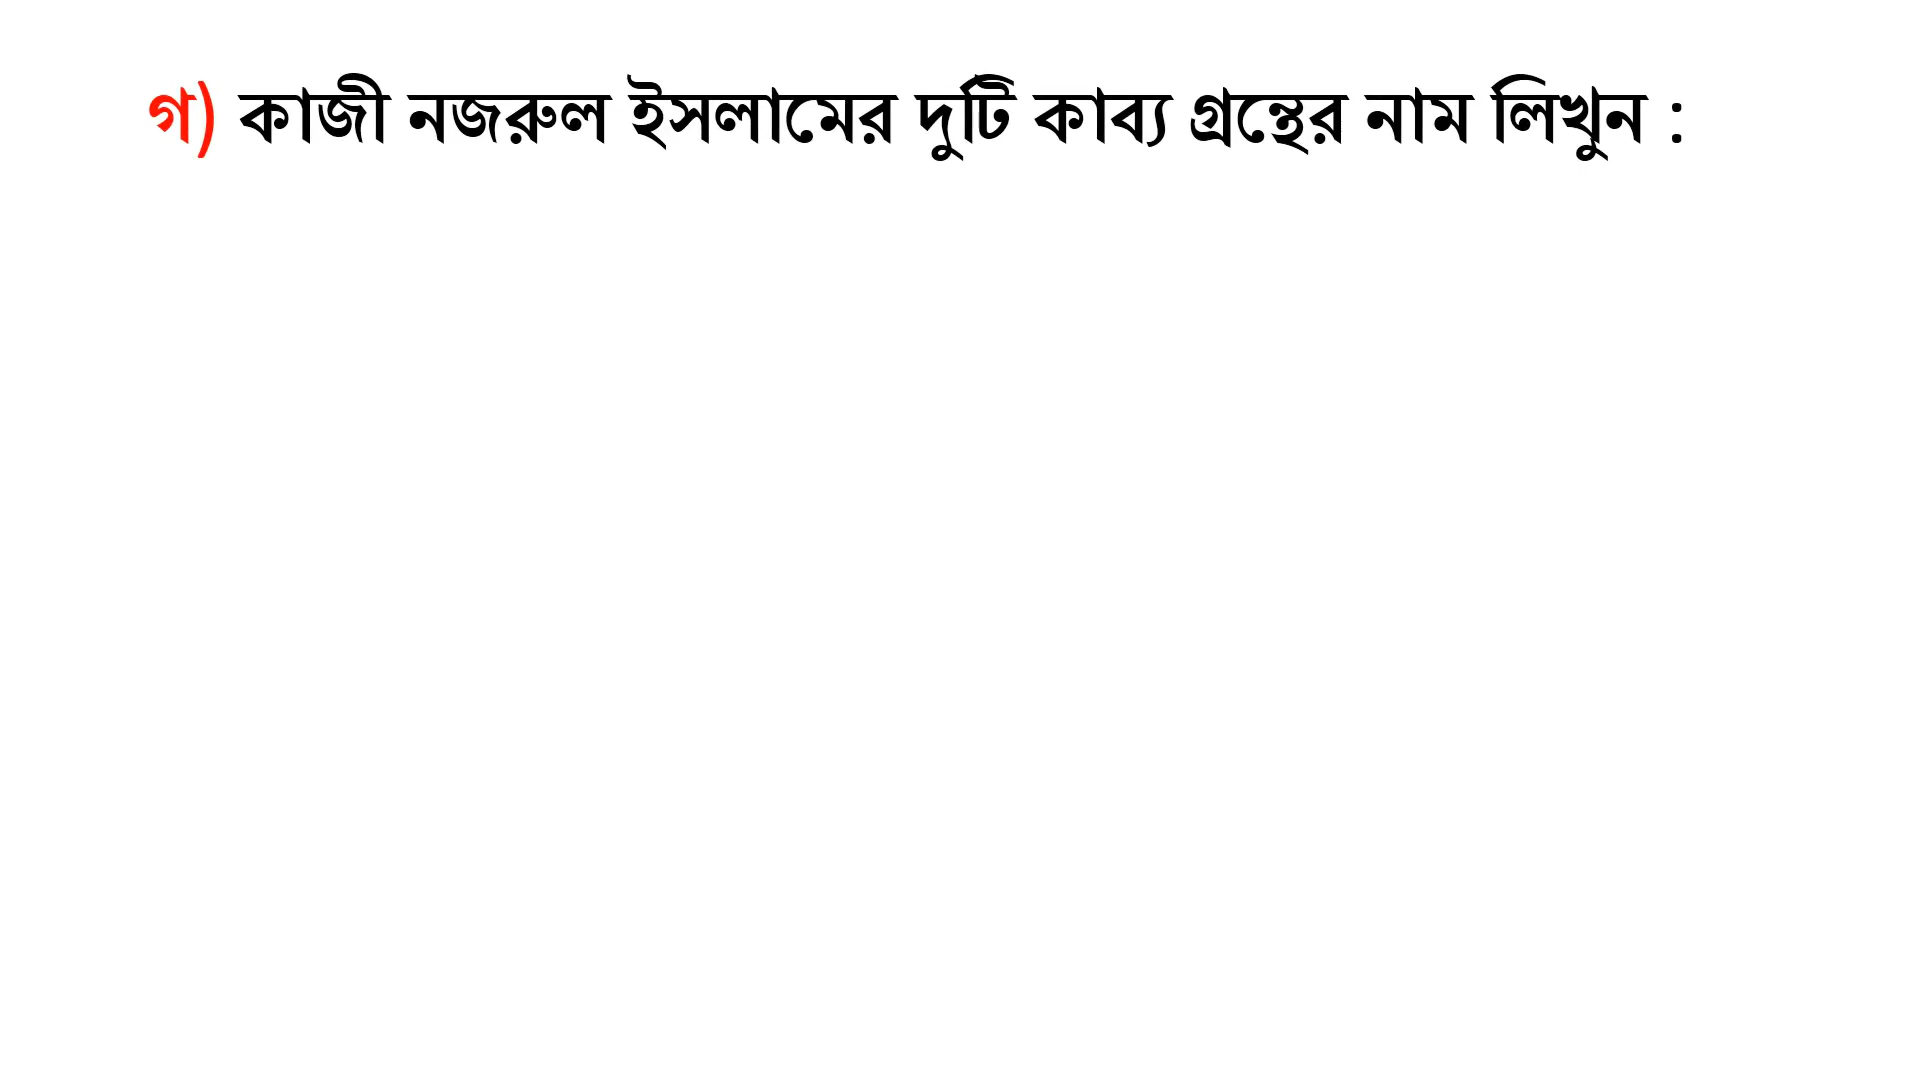 গ) কাজী নজরুল ইসলামের দুটি কাব্য গ্রন্থের নাম লিখুন :